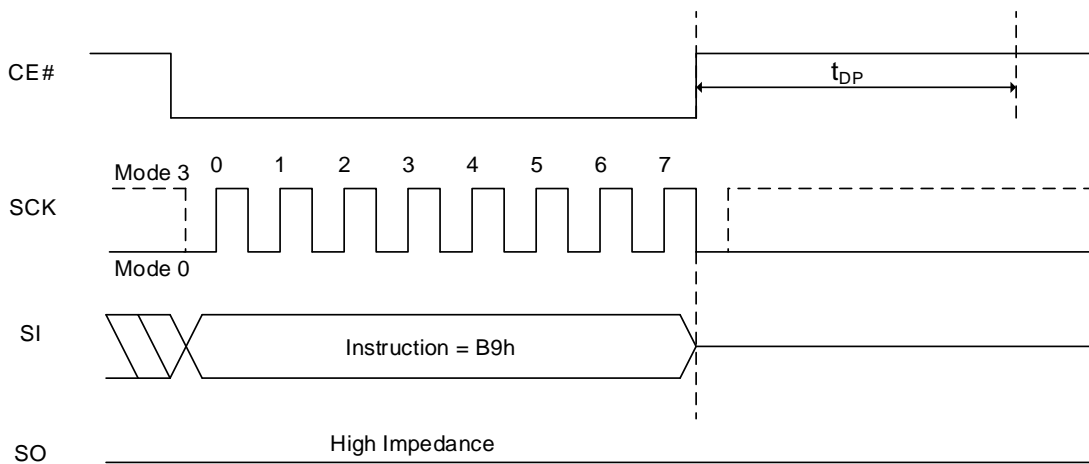 CE#
tDP
Mode 3
0 1 2 3 4 5 6 7
SCK
Mode 0
SI
Instruction = B9h
SO
High Impedance